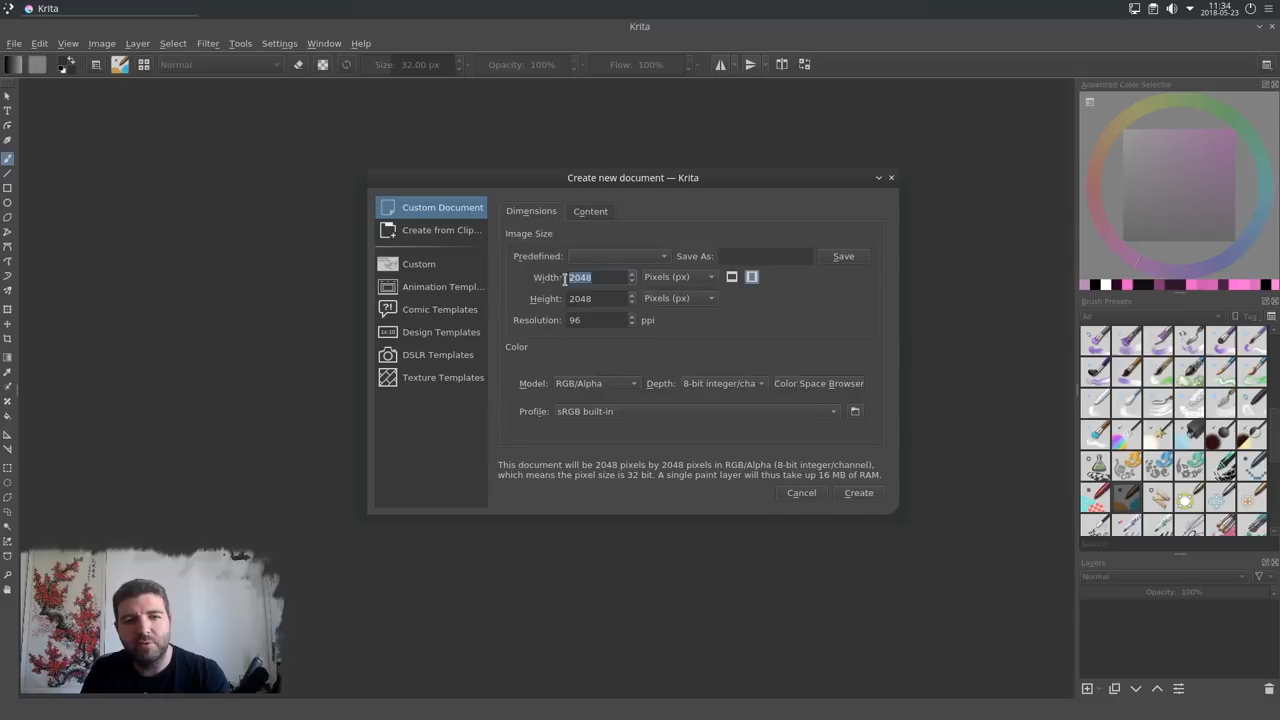 Krita
11:34
2018-05-23
Krita
File Edit View Image Layer Select Filter Tools Settings Window Help
Normal Size: 32.00 px Opacity: 100% Flow: 100%
Advanced Color Selector
Create new document — Krita
Custom Document
Create from Clip...
Custom
Animation Templ...
Comic Templates
Design Templates
DSLR Templates
Texture Templates
Dimensions Content
Image Size
Predefined: Save As: Save
Width: 2048 Pixels (px)
Height: 2048 Pixels (px)
Resolution: 96 ppi
Color
Model: RGB/Alpha Depth: 8-bit integer/cha Color Space Browser
Profile: sRGB built-in
This document will be 2048 pixels by 2048 pixels in RGB/Alpha (8-bit integer/channel),
which means the pixel size is 32 bit. A single paint layer will thus take up 16 MB of RAM.
Cancel Create
Brush Presets
All Tag
Search
Layers
Normal
Opacity: 100%